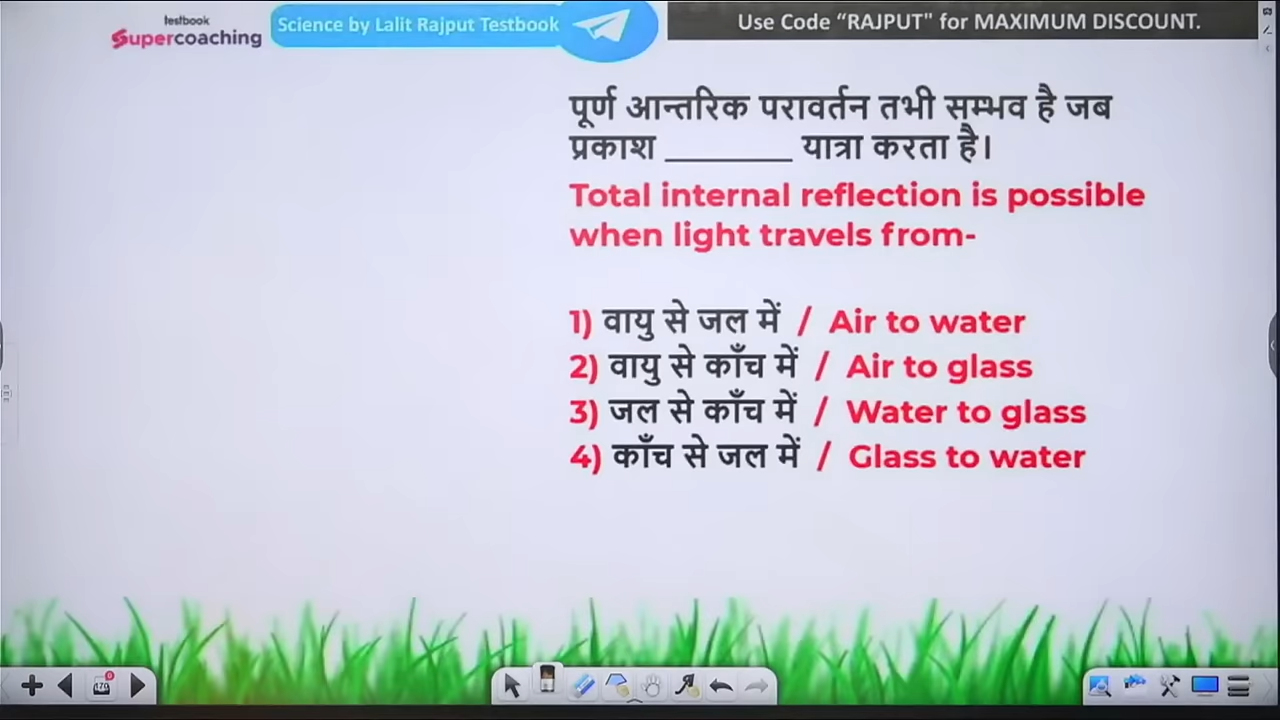 testbook
Supercoaching
Science by Lalit Rajput Testbook
Use Code “RAJPUT" for MAXIMUM DISCOUNT.
पूर्ण आन्तरिक परावर्तन तभी सम्भव है जब
प्रकाश ________ यात्रा करता है।
Total internal reflection is possible
when light travels from-
1) वायु से जल में / Air to water
2) वायु से काँच में / Air to glass
3) जल से काँच में / Water to glass
4) काँच से जल में / Glass to water